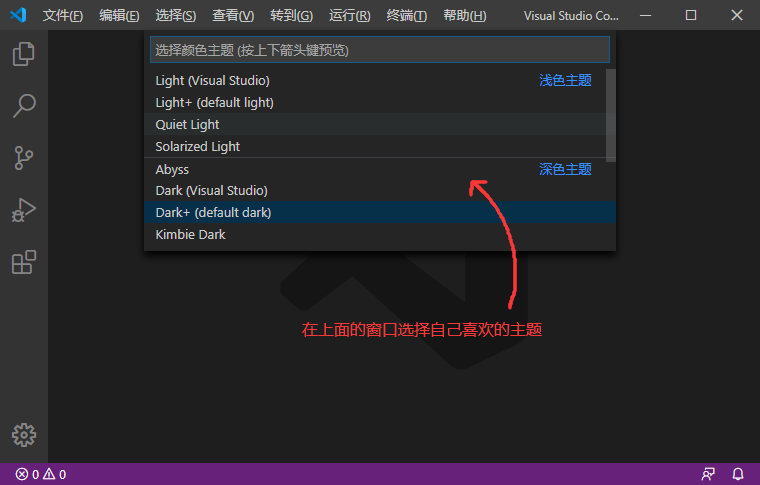 文件(F) 编辑(E) 选择(S) 查看(V) 转到(G) 运行(R) 终端(T) 帮助(H) Visual Studio Co...
选择颜色主题 (按上下箭头键预览)
Light (Visual Studio) 浅色主题
Light+ (default light)
Quiet Light
Solarized Light
Abyss 深色主题
Dark (Visual Studio)
Dark+ (default dark)
Kimbie Dark
在上面的窗口选择自己喜欢的主题
0 0